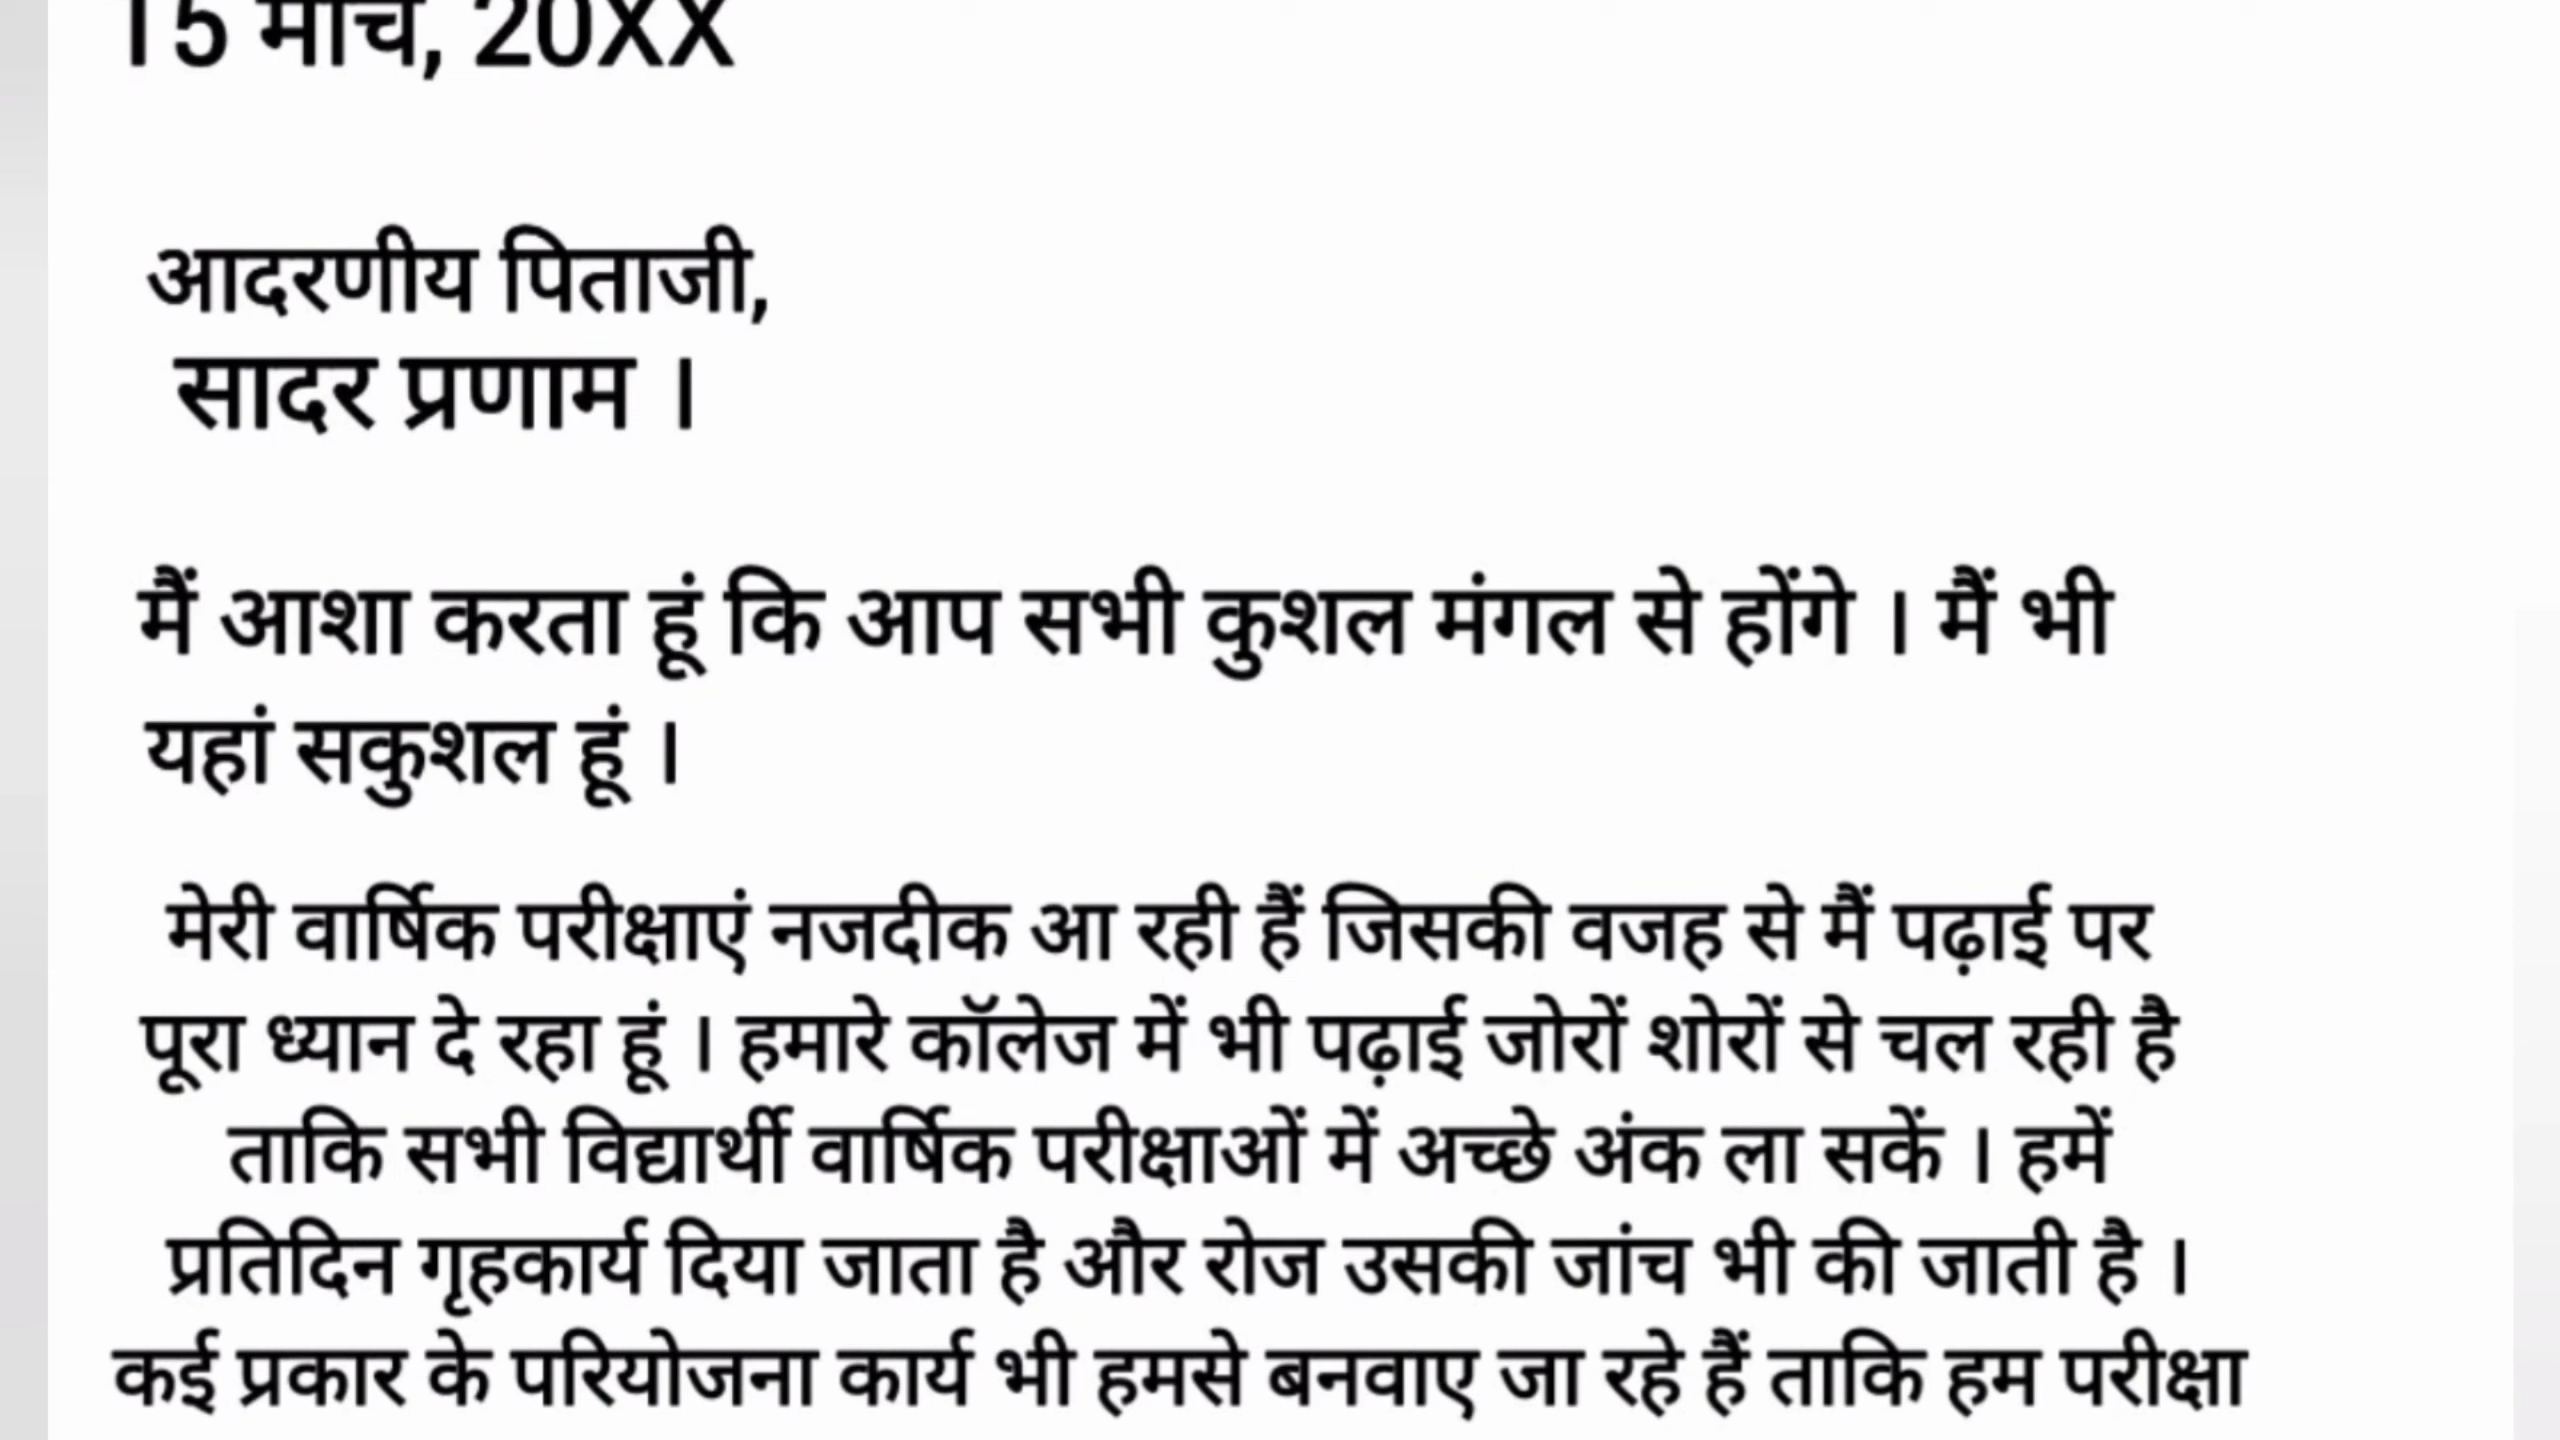 15 मार्च, 20XX
आदरणीय पिताजी,
सादर प्रणाम ।
मैं आशा करता हूं कि आप सभी कुशल मंगल से होंगे । मैं भी
यहां सकुशल हूं ।
मेरी वार्षिक परीक्षाएं नजदीक आ रही हैं जिसकी वजह से मैं पढ़ाई पर
पूरा ध्यान दे रहा हूं । हमारे कॉलेज में भी पढ़ाई जोरों शोरों से चल रही है
ताकि सभी विद्यार्थी वार्षिक परीक्षाओं में अच्छे अंक ला सकें । हमें
प्रतिदिन गृहकार्य दिया जाता है और रोज उसकी जांच भी की जाती है ।
कई प्रकार के परियोजना कार्य भी हमसे बनवाए जा रहे हैं ताकि हम परीक्षा